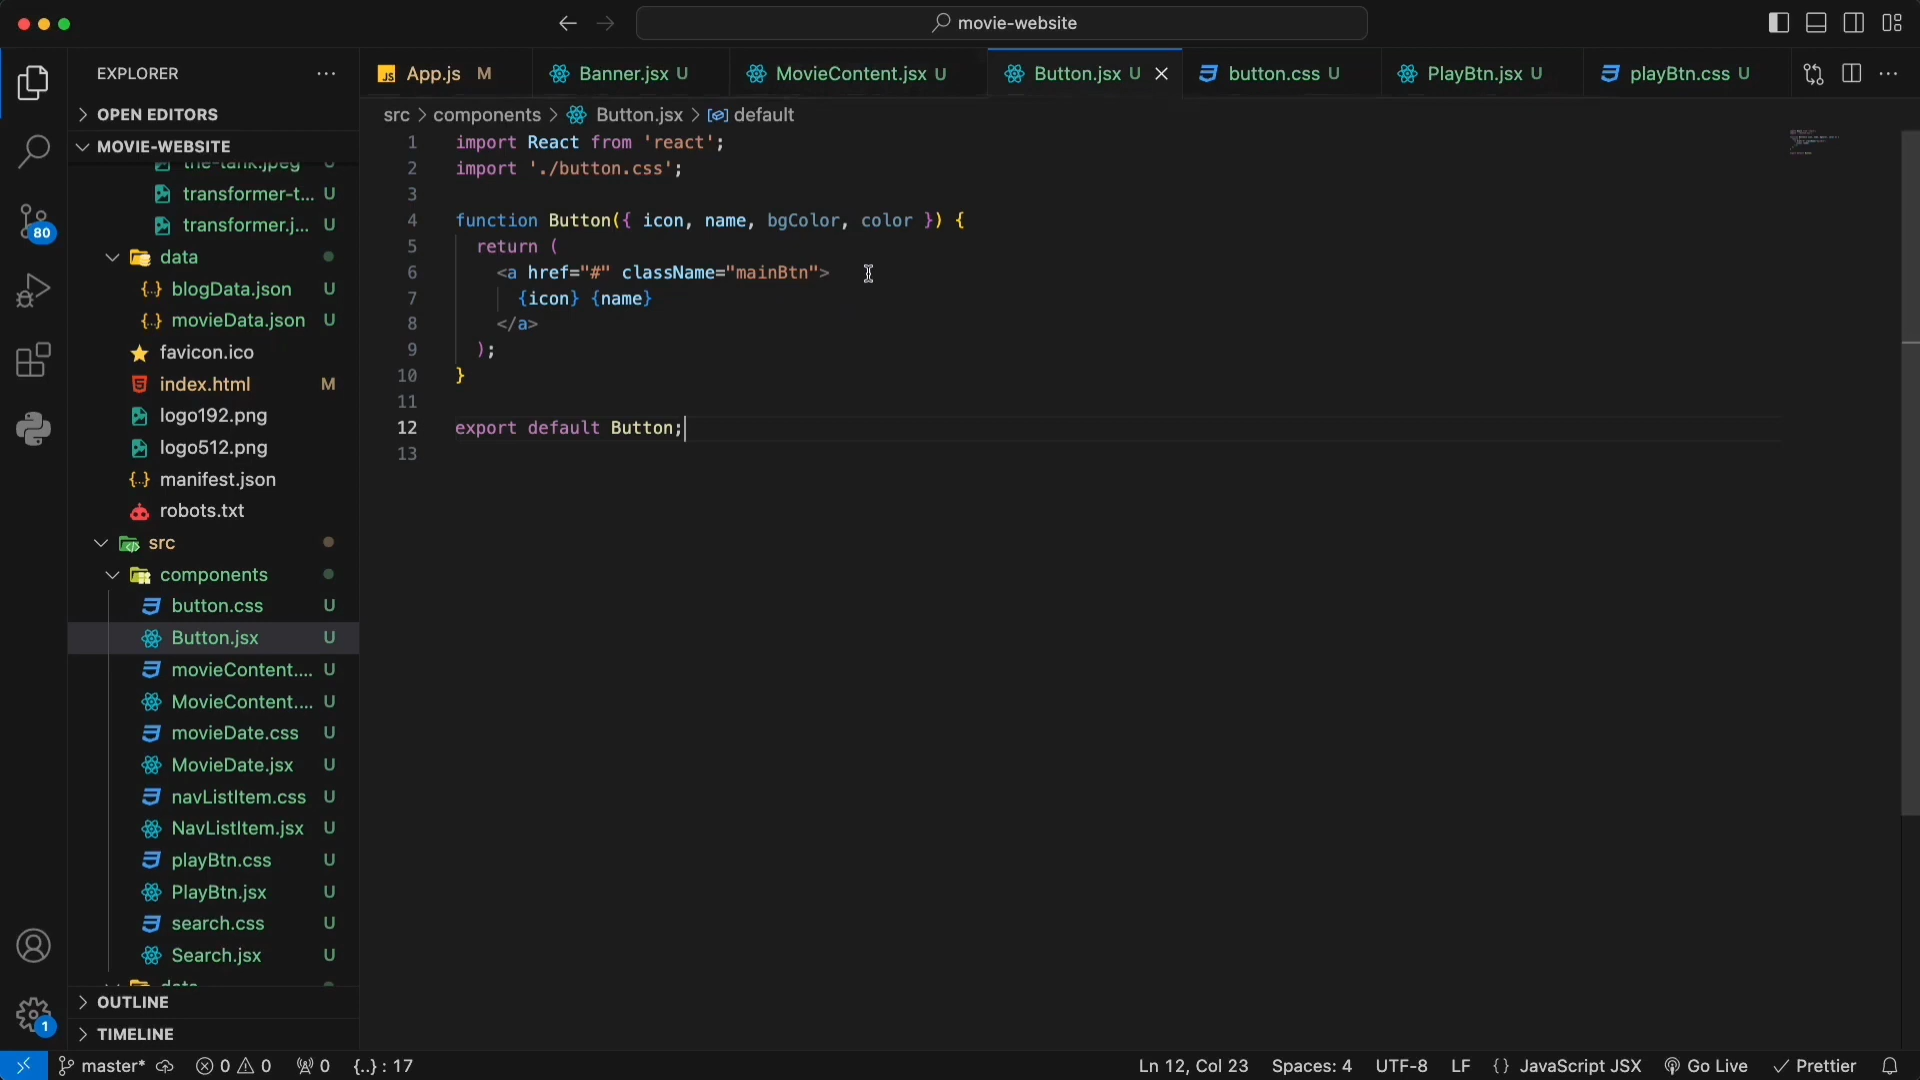 movie-website
EXPLORER
OPEN EDITORS
MOVIE-WEBSITE
the-tank.jpeg U
transformer-t... U
transformer.j... U
data
blogData.json U
movieData.json U
favicon.ico
index.html M
logo192.png
logo512.png
manifest.json
robots.txt
src
components
button.css U
Button.jsx U
movieContent.... U
MovieContent.... U
movieDate.css U
MovieDate.jsx U
navListItem.css U
NavListItem.jsx U
playBtn.css U
PlayBtn.jsx U
search.css U
Search.jsx U
data
OUTLINE
TIMELINE
80
1
JS App.js M
Banner.jsx U
MovieContent.jsx U
Button.jsx U
button.css U
PlayBtn.jsx U
playBtn.css U
src > components > Button.jsx > default
1 import React from 'react';
2 import './button.css';
3
4 function Button({ icon, name, bgColor, color }) {
5 return (
6 <a href="#" className="mainBtn">
7 {icon} {name}
8 </a>
9 );
10 }
11
12 export default Button;
13
master* 0 0 0 {..} : 17
Ln 12, Col 23 Spaces: 4 UTF-8 LF {} JavaScript JSX Go Live Prettier